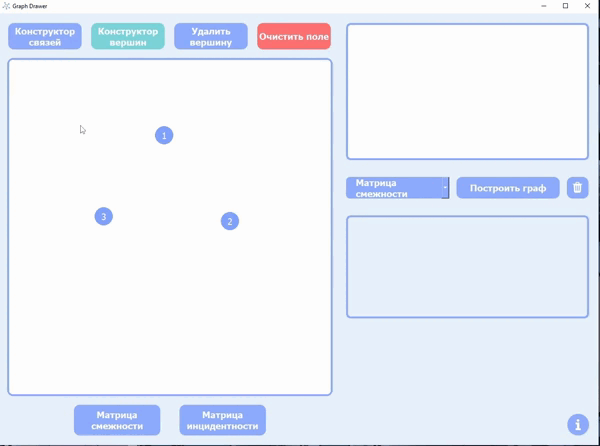 Graph Drawer
Конструктор
связей
Конструктор
вершин
Удалить
вершину
Очистить поле
1
3
2
Матрица
смежности
Построить граф
Матрица
смежности
Матрица
инцидентности
i